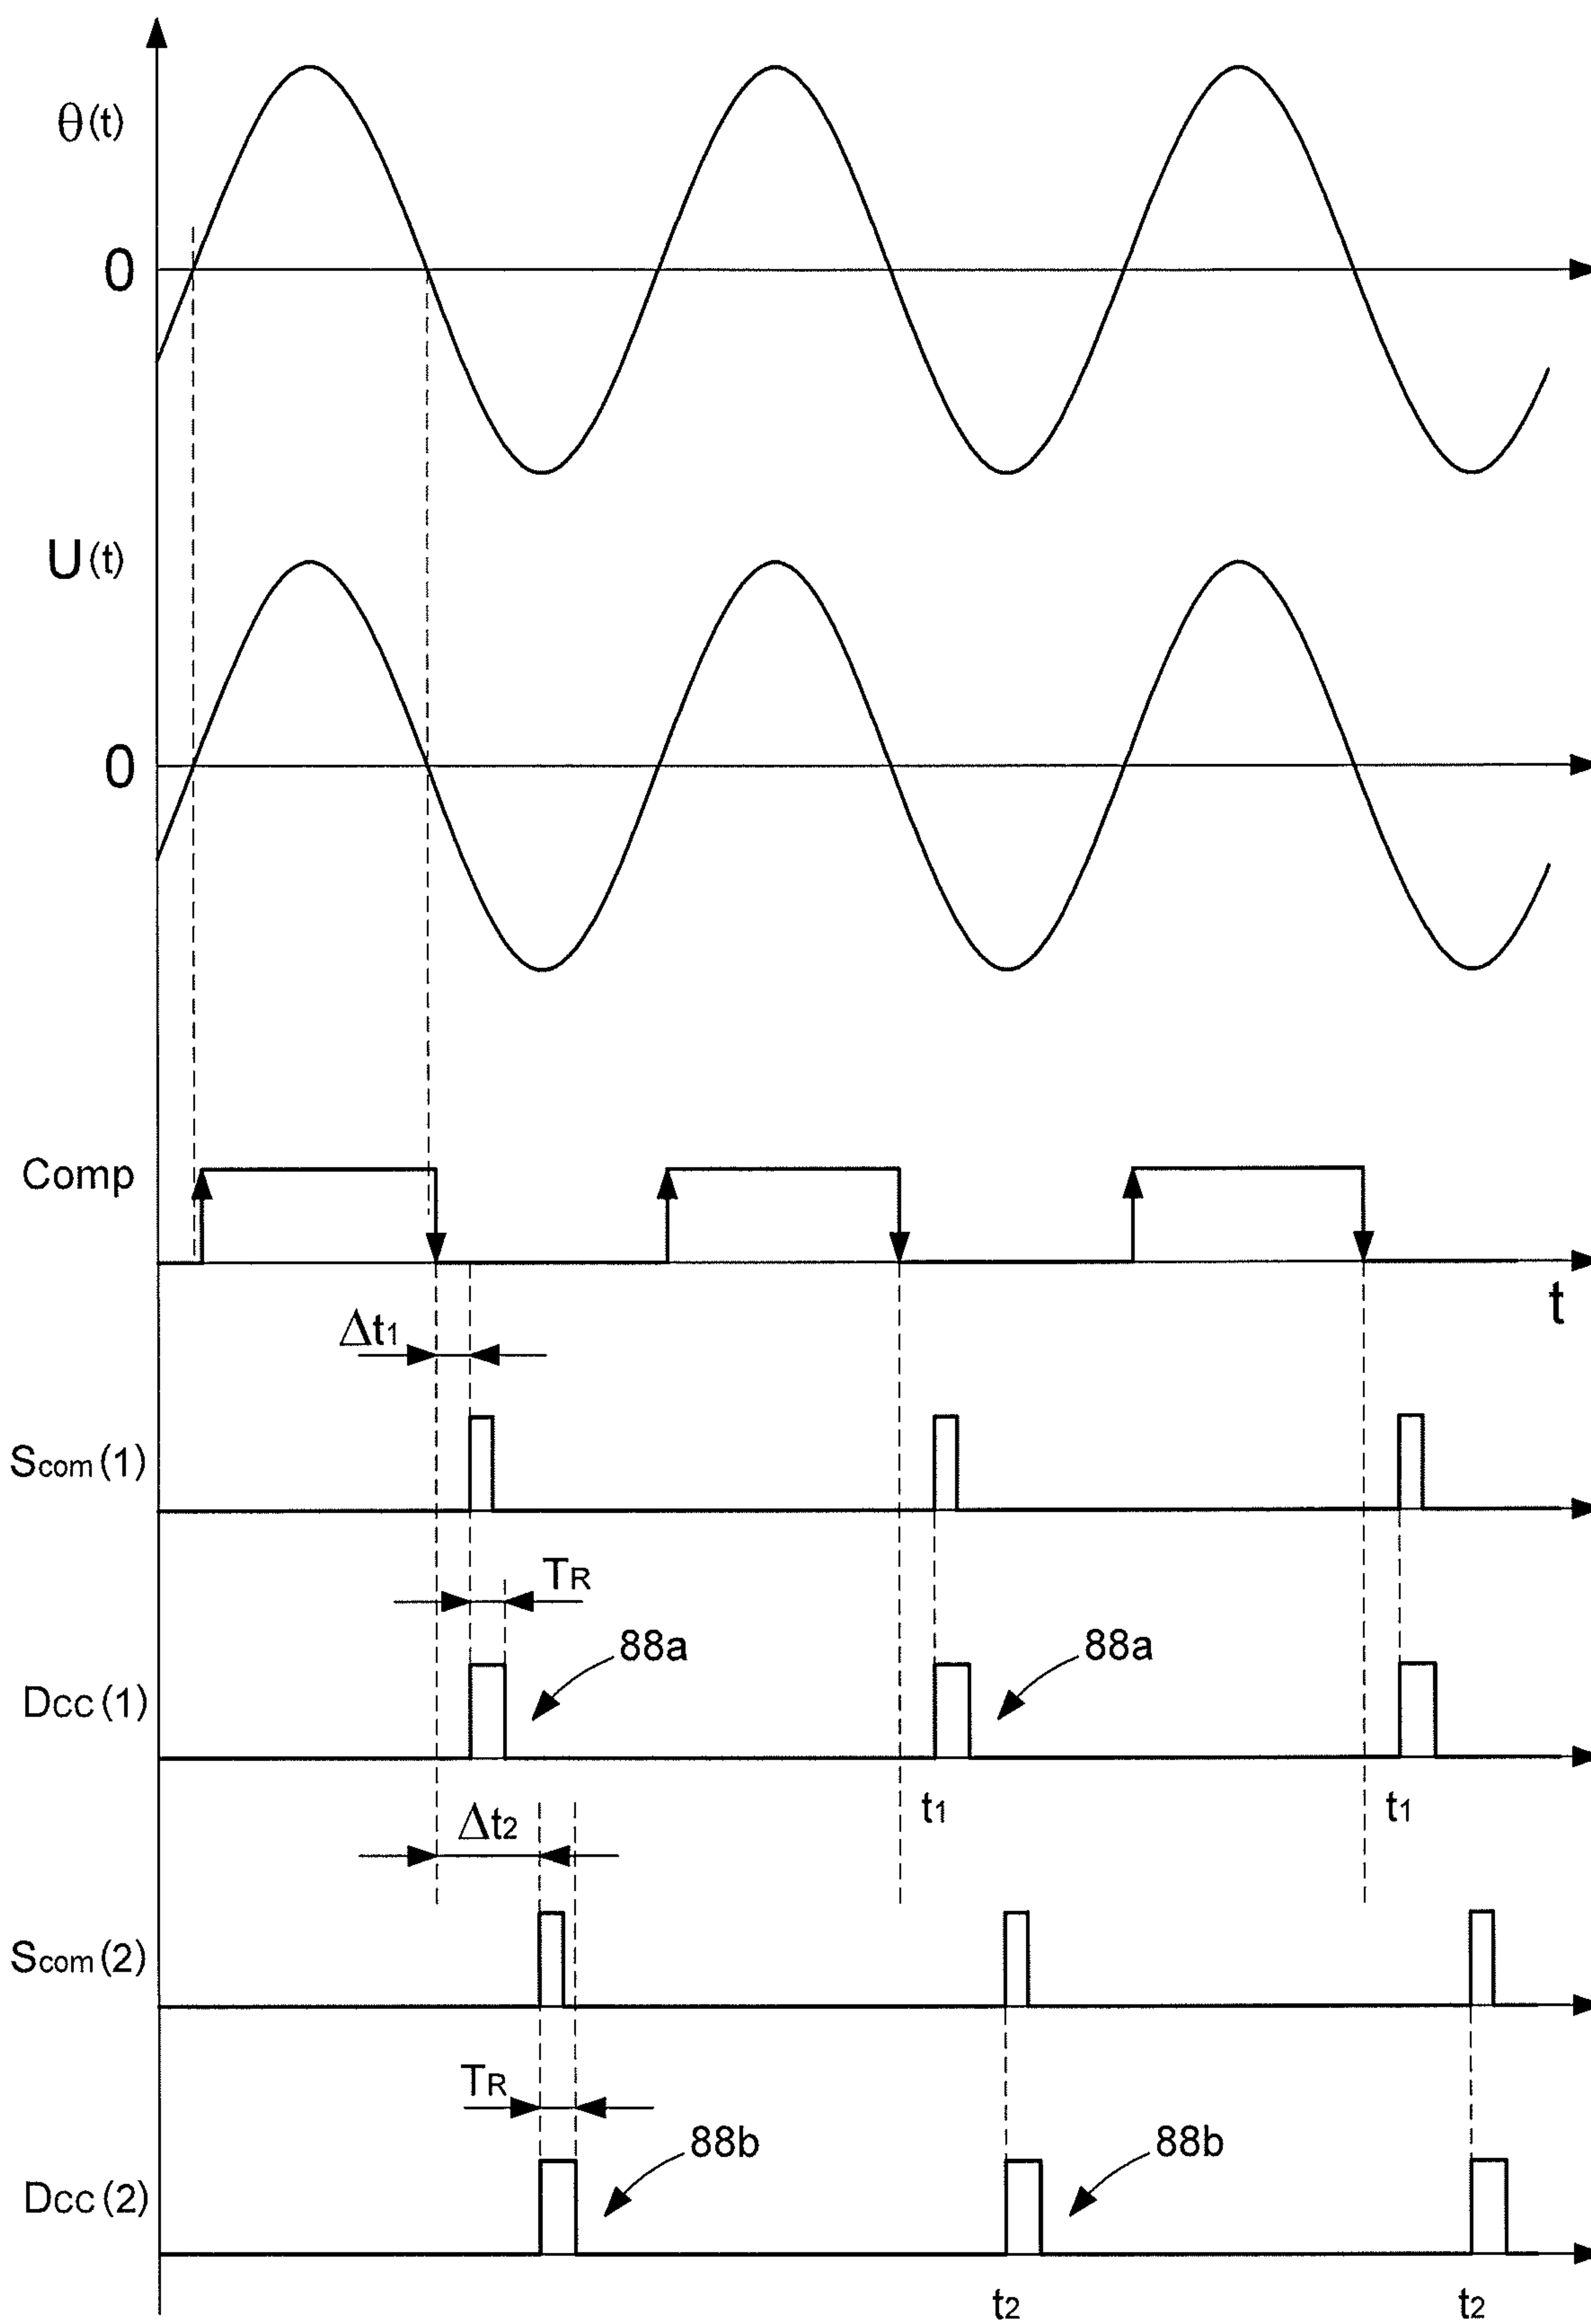 θ(t)
0
U(t)
0
Comp
t
Δt1
Scom(1)
TR
88a 88a
Dcc(1)
t1 t1
Δt2
Scom(2)
TR
88b 88b
Dcc(2)
t2 t2